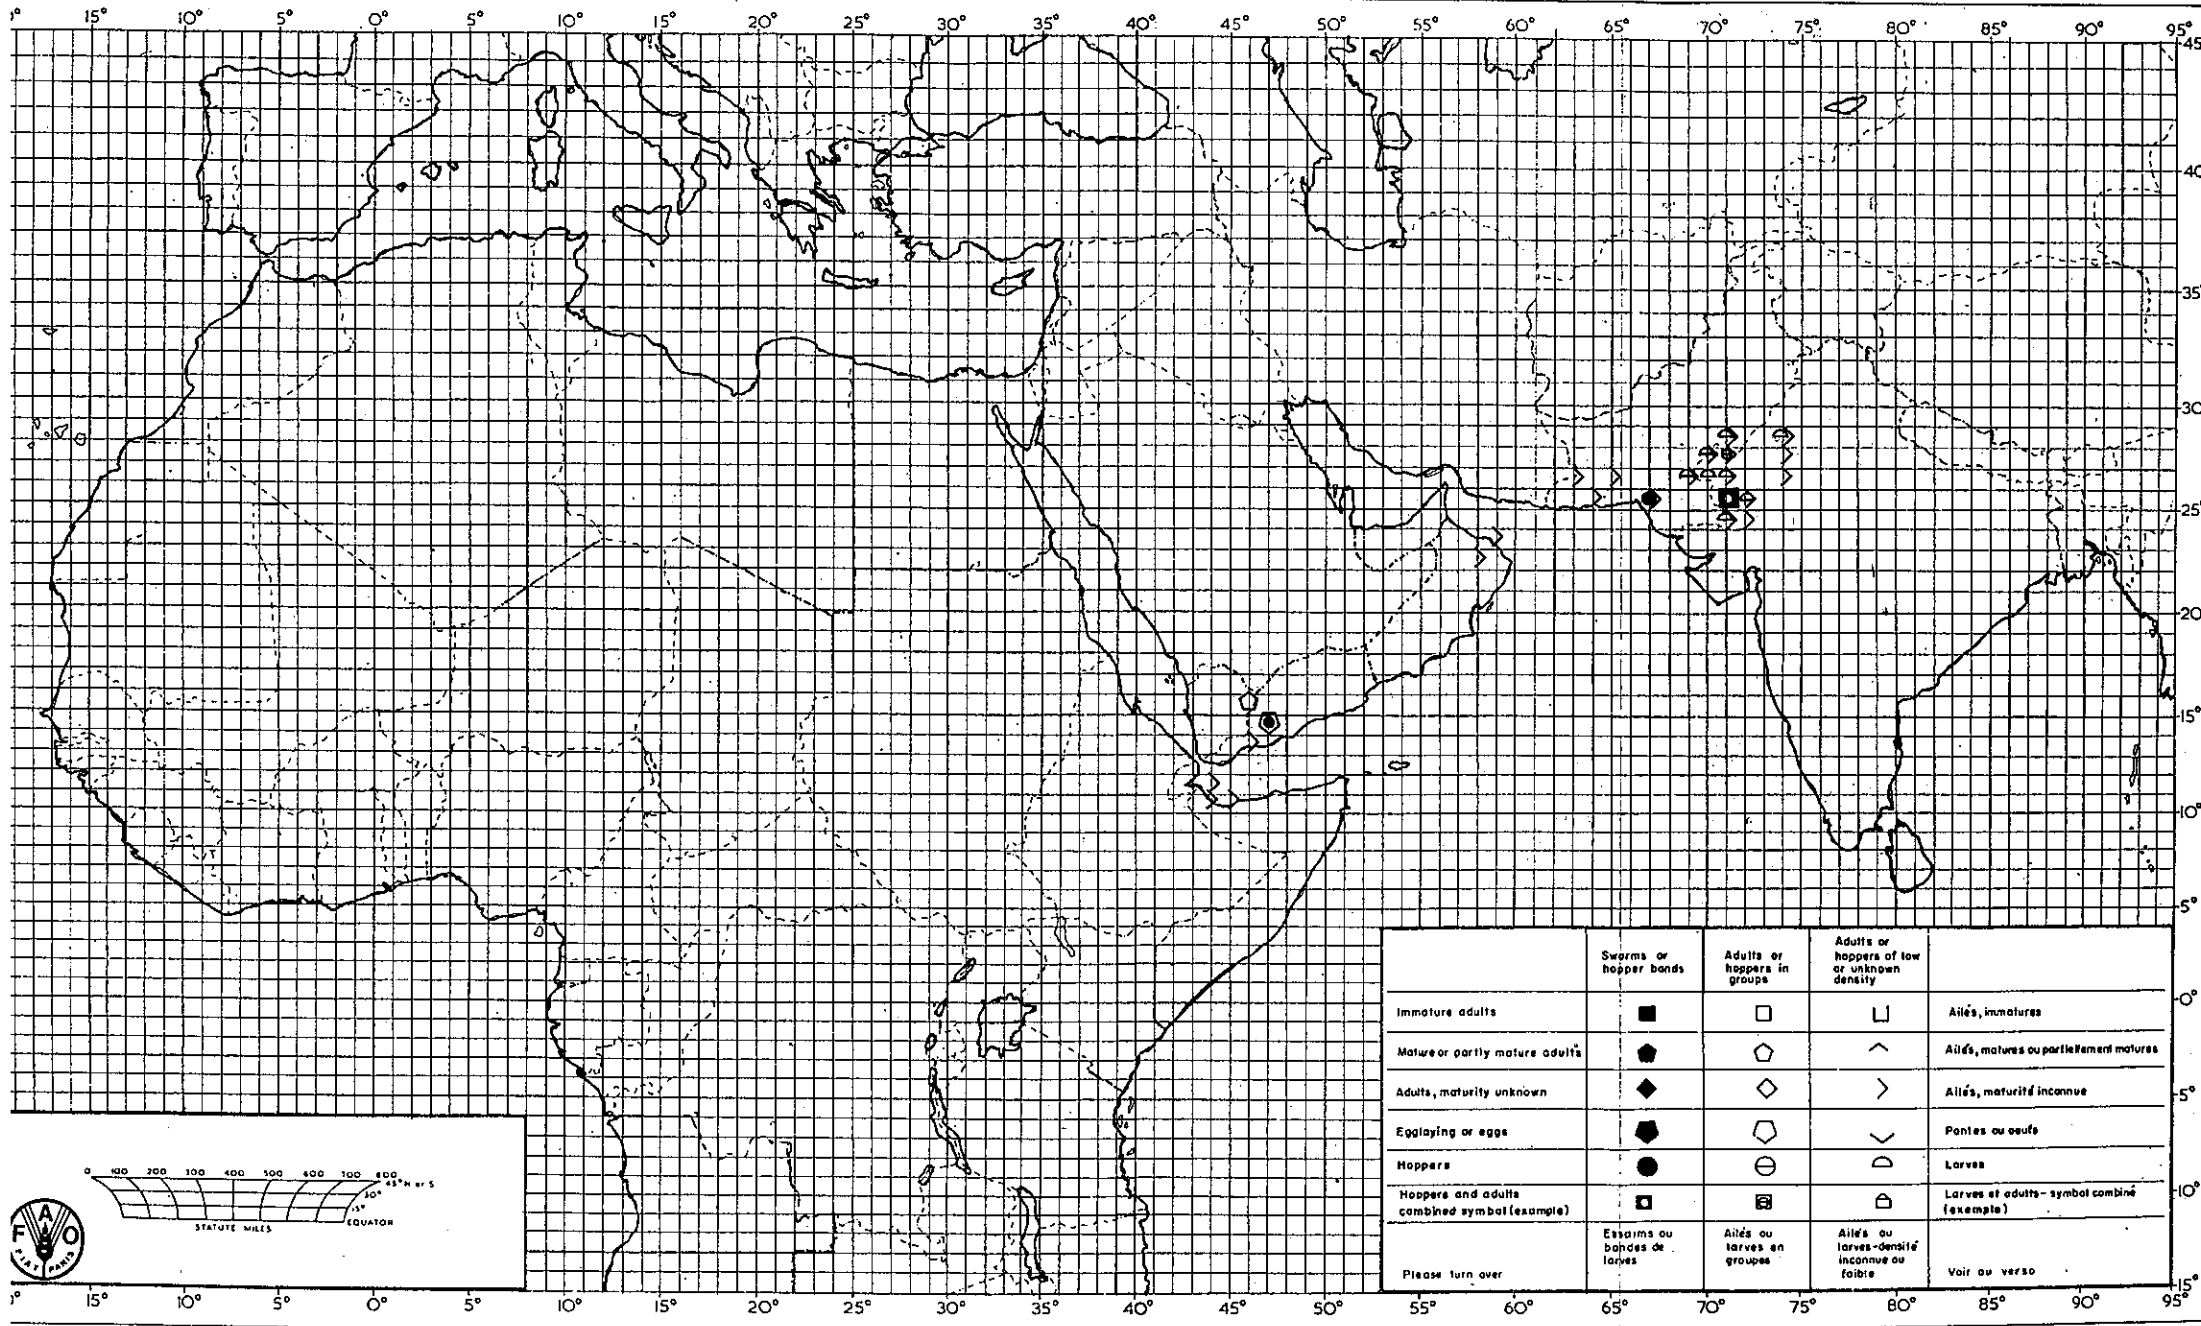 0° 15° 10° 5° 0° 5° 10° 15° 20° 25° 30° 35° 40° 45° 50° 55° 60° 65° 70° 75° 80° 85° 90° 95°
45°
40°
35°
30°
25°
20°
15°
10°
5°
0°
5°
10°
15°
Swarms or hopper bands
Adults or hoppers in groups
Adults or hoppers of low or unknown density
Immature adults
Ailés, immatures
Mature or partly mature adults
Ailés, matures ou partiellement matures
Adults, maturity unknown
Ailés, maturité inconnue
Egglaying or eggs
Pontes ou oeufs
Hoppers
Larves
Hoppers and adults combined symbol (example)
Larves et adults - symbol combiné (exemple)
Essaims ou bandes de larves
Ailés ou larves en groupes
Ailés ou larves-densité inconnue ou faible
Please turn over
Voir au verso
0 100 200 300 400 500 600 700 800
45° N or S
30°
15°
EQUATOR
STATUTE MILES
F A O
FIAT PANIS
0° 15° 10° 5° 0° 5° 10° 15° 20° 25° 30° 35° 40° 45° 50° 55° 60° 65° 70° 75° 80° 85° 90° 95°